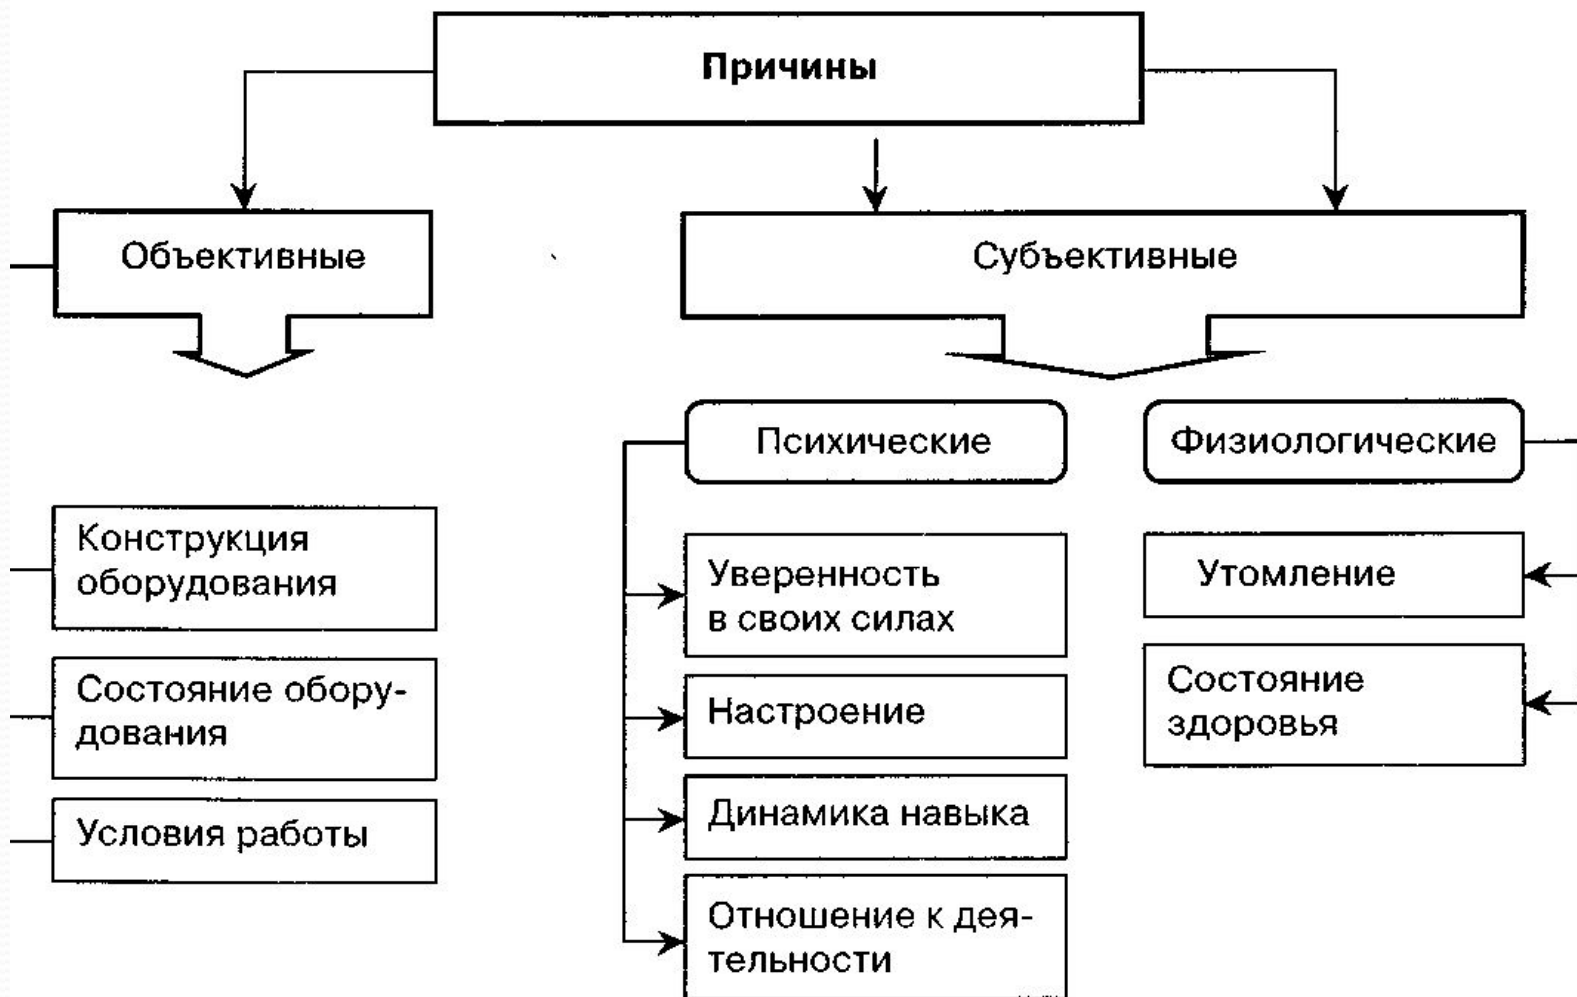 Причины
Объективные
Субъективные
Психические
Физиологические
Конструкция
оборудования
Состояние обору-
дования
Условия работы
Уверенность
в своих силах
Настроение
Динамика навыка
Отношение к дея-
тельности
Утомление
Состояние
здоровья